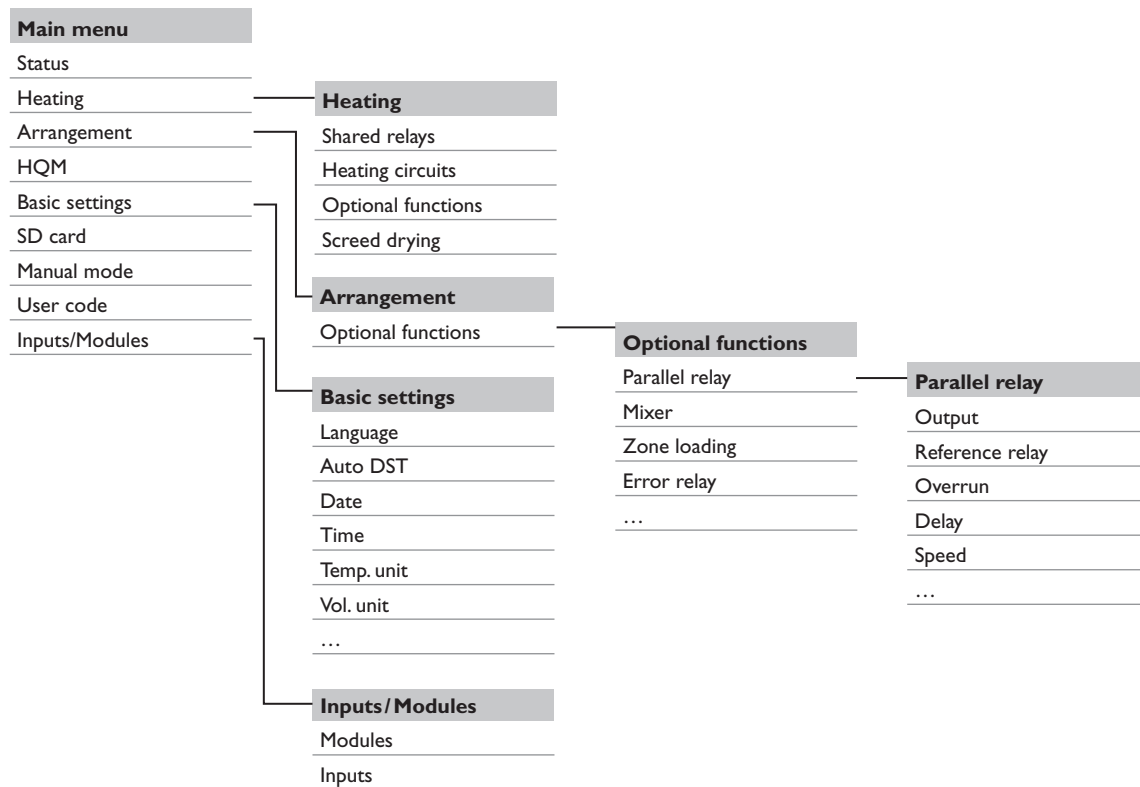 Main menu
Status
Heating
Arrangement
HQM
Basic settings
SD card
Manual mode
User code
Inputs/Modules
Heating
Shared relays
Heating circuits
Optional functions
Screed drying
Arrangement
Optional functions
Basic settings
Language
Auto DST
Date
Time
Temp. unit
Vol. unit
…
Inputs/Modules
Modules
Inputs
Optional functions
Parallel relay
Mixer
Zone loading
Error relay
…
Parallel relay
Output
Reference relay
Overrun
Delay
Speed
…